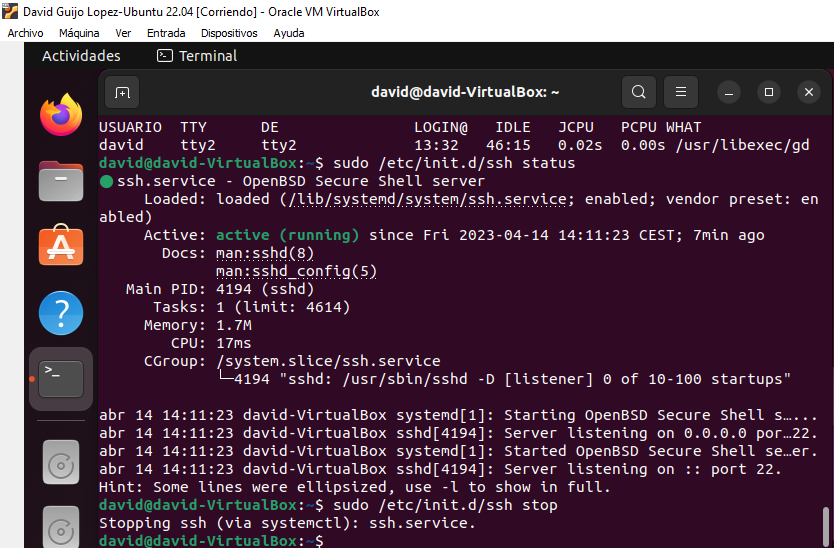 David Guijo Lopez-Ubuntu 22.04 [Corriendo] - Oracle VM VirtualBox
Archivo Máquina Ver Entrada Dispositivos Ayuda
Actividades Terminal
david@david-VirtualBox: ~
USUARIO TTY DE LOGIN@ IDLE JCPU PCPU WHAT
david tty2 tty2 13:32 46:15 0.02s 0.00s /usr/libexec/gd
david@david-VirtualBox:~$ sudo /etc/init.d/ssh status
ssh.service - OpenBSD Secure Shell server
Loaded: loaded (/lib/systemd/system/ssh.service; enabled; vendor preset: en
abled)
Active: active (running) since Fri 2023-04-14 14:11:23 CEST; 7min ago
Docs: man:sshd(8)
man:sshd_config(5)
Main PID: 4194 (sshd)
Tasks: 1 (limit: 4614)
Memory: 1.7M
CPU: 17ms
CGroup: /system.slice/ssh.service
└─4194 "sshd: /usr/sbin/sshd -D [listener] 0 of 10-100 startups"
abr 14 14:11:23 david-VirtualBox systemd[1]: Starting OpenBSD Secure Shell s…...
abr 14 14:11:23 david-VirtualBox sshd[4194]: Server listening on 0.0.0.0 por…22.
abr 14 14:11:23 david-VirtualBox systemd[1]: Started OpenBSD Secure Shell se…er.
abr 14 14:11:23 david-VirtualBox sshd[4194]: Server listening on :: port 22.
Hint: Some lines were ellipsized, use -l to show in full.
david@david-VirtualBox:~$ sudo /etc/init.d/ssh stop
Stopping ssh (via systemctl): ssh.service.
david@david-VirtualBox:~$